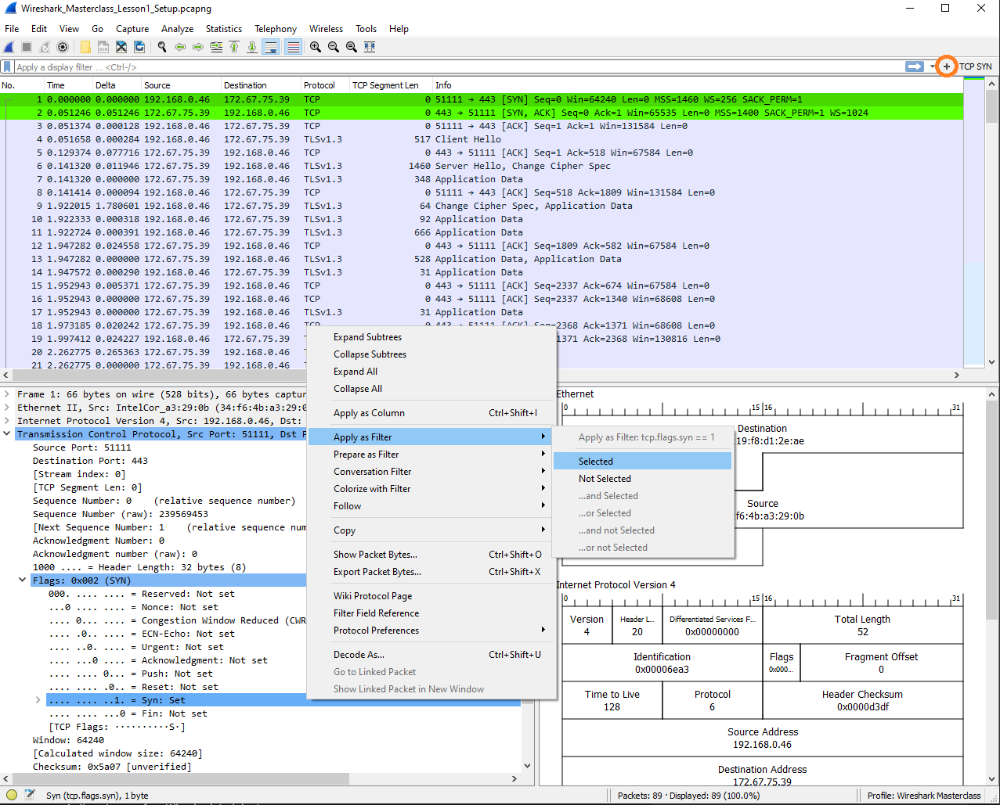 Wireshark_Masterclass_Lesson1_Setup.pcapng
File Edit View Go Capture Analyze Statistics Telephony Wireless Tools Help
Apply a display filter ... <Ctrl-/> + TCP SYN
No. Time Delta Source Destination Protocol TCP Segment Len Info
1 0.000000 0.000000 192.168.0.46 172.67.75.39 TCP 0 51111 → 443 [SYN] Seq=0 Win=64240 Len=0 MSS=1460 WS=256 SACK_PERM=1
2 0.051246 0.051246 172.67.75.39 192.168.0.46 TCP 0 443 → 51111 [SYN, ACK] Seq=0 Ack=1 Win=65535 Len=0 MSS=1400 SACK_PERM=1 WS=1024
3 0.051374 0.000128 192.168.0.46 172.67.75.39 TCP 0 51111 → 443 [ACK] Seq=1 Ack=1 Win=131584 Len=0
4 0.051658 0.000284 192.168.0.46 172.67.75.39 TLSv1.3 517 Client Hello
5 0.129374 0.077716 172.67.75.39 192.168.0.46 TCP 0 443 → 51111 [ACK] Seq=1 Ack=518 Win=67584 Len=0
6 0.141320 0.011946 172.67.75.39 192.168.0.46 TLSv1.3 1460 Server Hello, Change Cipher Spec
7 0.141320 0.000000 172.67.75.39 192.168.0.46 TLSv1.3 348 Application Data
8 0.141414 0.000094 192.168.0.46 172.67.75.39 TCP 0 51111 → 443 [ACK] Seq=518 Ack=1809 Win=131584 Len=0
9 1.922015 1.780601 192.168.0.46 172.67.75.39 TLSv1.3 64 Change Cipher Spec, Application Data
10 1.922333 0.000318 192.168.0.46 172.67.75.39 TLSv1.3 92 Application Data
11 1.922724 0.000391 192.168.0.46 172.67.75.39 TLSv1.3 666 Application Data
12 1.947282 0.024558 172.67.75.39 192.168.0.46 TCP 0 443 → 51111 [ACK] Seq=1809 Ack=582 Win=67584 Len=0
13 1.947282 0.000000 172.67.75.39 192.168.0.46 TLSv1.3 528 Application Data, Application Data
14 1.947572 0.000290 192.168.0.46 172.67.75.39 TLSv1.3 31 Application Data
15 1.952943 0.005371 172.67.75.39 192.168.0.46 TCP 0 443 → 51111 [ACK] Seq=2337 Ack=674 Win=67584 Len=0
16 1.952943 0.000000 172.67.75.39 192.168.0.46 TCP 0 443 → 51111 [ACK] Seq=2337 Ack=1340 Win=68608 Len=0
17 1.952943 0.000000 172.67.75.39 192.168.0.46 TLSv1.3 31 Application Data
18 1.973185 0.020242 172.67.75.39 192.168.0.46 TCP 0 443 → 51111 [ACK] Seq=2368 Ack=1371 Win=68608 Len=0
19 1.997412 0.024227 192.168.0.46 172.67.75.39 1371 Ack=2368 Win=130816 Len=0
20 2.262775 0.265363 172.67.75.39 192.168.0.46
21 2.262775 0.000000 172.67.75.39 192.168.0.46
Frame 1: 66 bytes on wire (528 bits), 66 bytes captur
Ethernet II, Src: IntelCor_a3:29:0b (34:f6:4b:a3:29:0
Internet Protocol Version 4, Src: 192.168.0.46, Dst:
Transmission Control Protocol, Src Port: 51111, Dst P
Source Port: 51111
Destination Port: 443
[Stream index: 0]
[TCP Segment Len: 0]
Sequence Number: 0 (relative sequence number)
Sequence Number (raw): 239569453
[Next Sequence Number: 1 (relative sequence num
Acknowledgment Number: 0
Acknowledgment number (raw): 0
1000 .... = Header Length: 32 bytes (8)
Flags: 0x002 (SYN)
000. .... .... = Reserved: Not set
...0 .... .... = Nonce: Not set
.... 0... .... = Congestion Window Reduced (CWR
.... .0.. .... = ECN-Echo: Not set
.... ..0. .... = Urgent: Not set
.... ...0 .... = Acknowledgment: Not set
.... .... 0... = Push: Not set
.... .... .0.. = Reset: Not set
.... .... ..1. = Syn: Set
.... .... ...0 = Fin: Not set
[TCP Flags: ··········S·]
Window: 64240
[Calculated window size: 64240]
Checksum: 0x5a07 [unverified]
Expand Subtrees
Collapse Subtrees
Expand All
Collapse All
Apply as Column Ctrl+Shift+I
Apply as Filter
Prepare as Filter
Conversation Filter
Colorize with Filter
Follow
Copy
Show Packet Bytes... Ctrl+Shift+O
Export Packet Bytes... Ctrl+Shift+X
Wiki Protocol Page
Filter Field Reference
Protocol Preferences
Decode As... Ctrl+Shift+U
Go to Linked Packet
Show Linked Packet in New Window
Apply as Filter: tcp.flags.syn == 1
Selected
Not Selected
...and Selected
...or Selected
...and not Selected
...or not Selected
Ethernet
0 15 16 31
Destination
:19:f8:d1:2e:ae
Source
:f6:4b:a3:29:0b
Internet Protocol Version 4
0 15 16 31
Version Header L... Differentiated Services F... Total Length
4 20 0x00000000 52
Identification Flags Fragment Offset
0x00006ea3 0x000... 0
Time to Live Protocol Header Checksum
128 6 0x0000d3df
Source Address
192.168.0.46
Destination Address
172.67.75.39
Syn (tcp.flags.syn), 1 byte Packets: 89 · Displayed: 89 (100.0%) Profile: Wireshark Masterclass